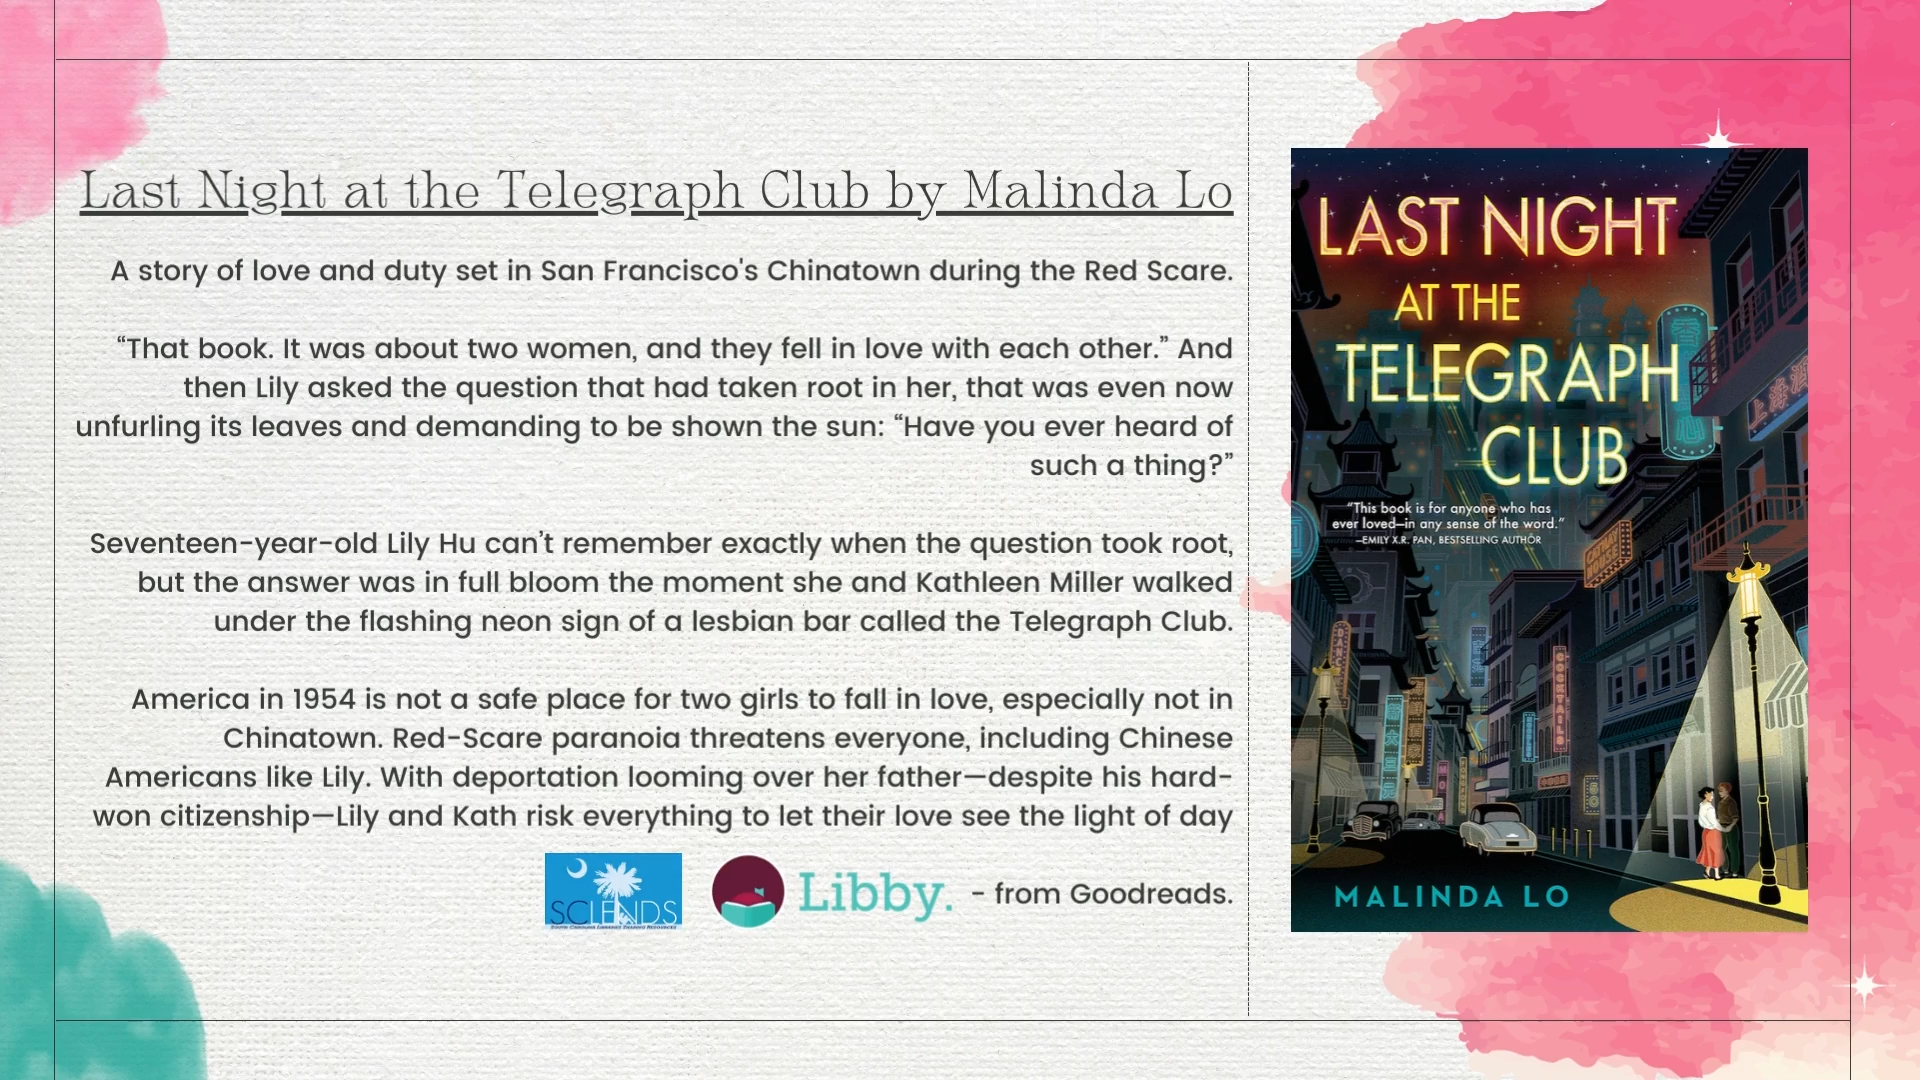 Last Night at the Telegraph Club by Malinda Lo
A story of love and duty set in San Francisco's Chinatown during the Red Scare.
“That book. It was about two women, and they fell in love with each other.” And
then Lily asked the question that had taken root in her, that was even now
unfurling its leaves and demanding to be shown the sun: “Have you ever heard of
such a thing?”
Seventeen-year-old Lily Hu can’t remember exactly when the question took root,
but the answer was in full bloom the moment she and Kathleen Miller walked
under the flashing neon sign of a lesbian bar called the Telegraph Club.
America in 1954 is not a safe place for two girls to fall in love, especially not in
Chinatown. Red-Scare paranoia threatens everyone, including Chinese
Americans like Lily. With deportation looming over her father—despite his hard-
won citizenship—Lily and Kath risk everything to let their love see the light of day
SCLENDS
South Carolina Libraries Sharing Resources
Libby.
- from Goodreads.
LAST NIGHT
AT THE
TELEGRAPH
CLUB
“This book is for anyone who has
ever loved—in any sense of the word.”
—EMILY X.R. PAN, BESTSELLING AUTHOR
上海酒
COCKTAILS
MALINDA LO